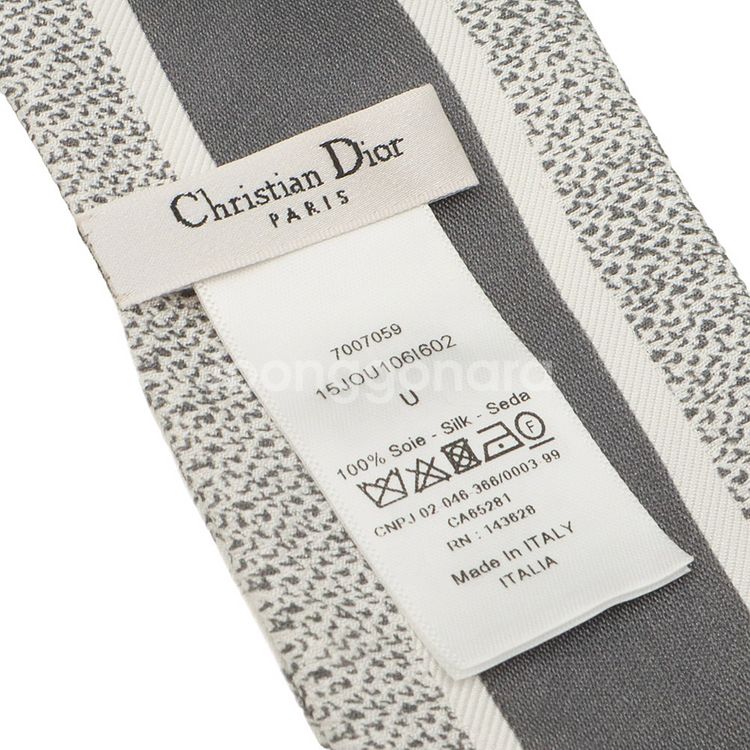 Christian Dior
PARIS
7007059
15JOU106I602
U
100% Soie - Silk - Seda
F
CNPJ 02 046 366/0003-99
CA65281
RN : 143628
Made In ITALY
ITALIA
joonggonara